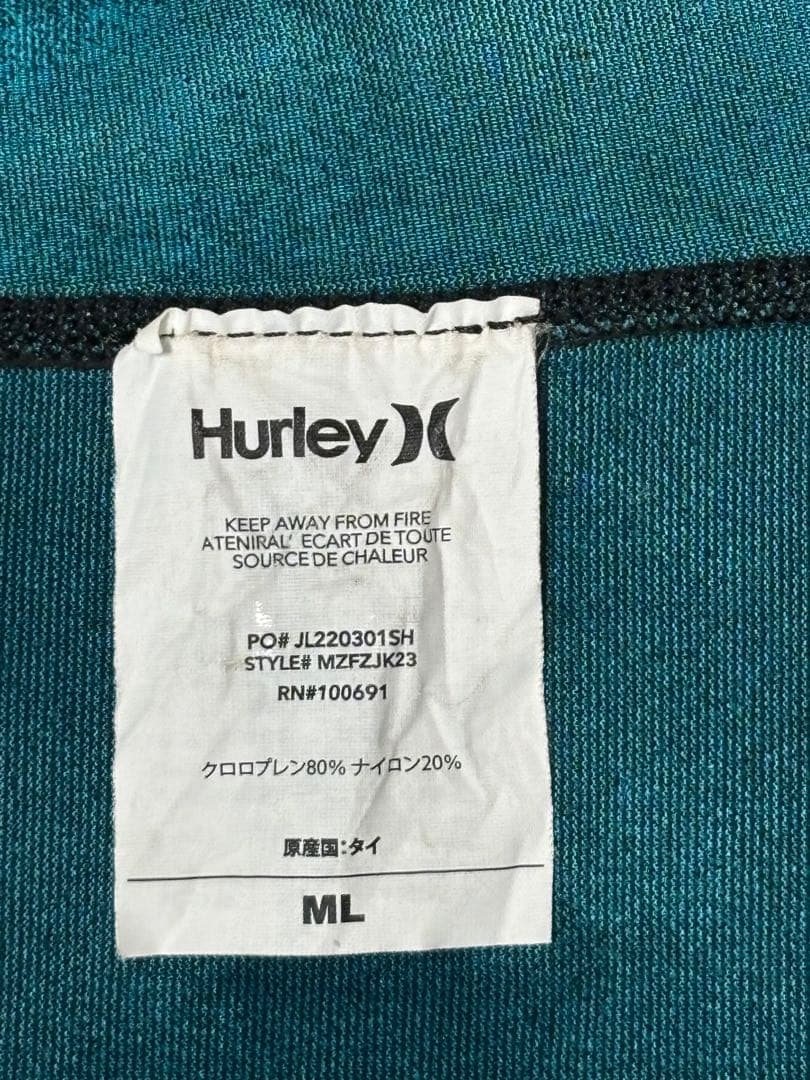 Hurley
KEEP AWAY FROM FIRE
ATENIRAL' ECART DE TOUTE
SOURCE DE CHALEUR
PO# JL220301SH
STYLE# MZFZJK23
RN#100691
クロロプレン80% ナイロン20%
原産国:タイ
ML